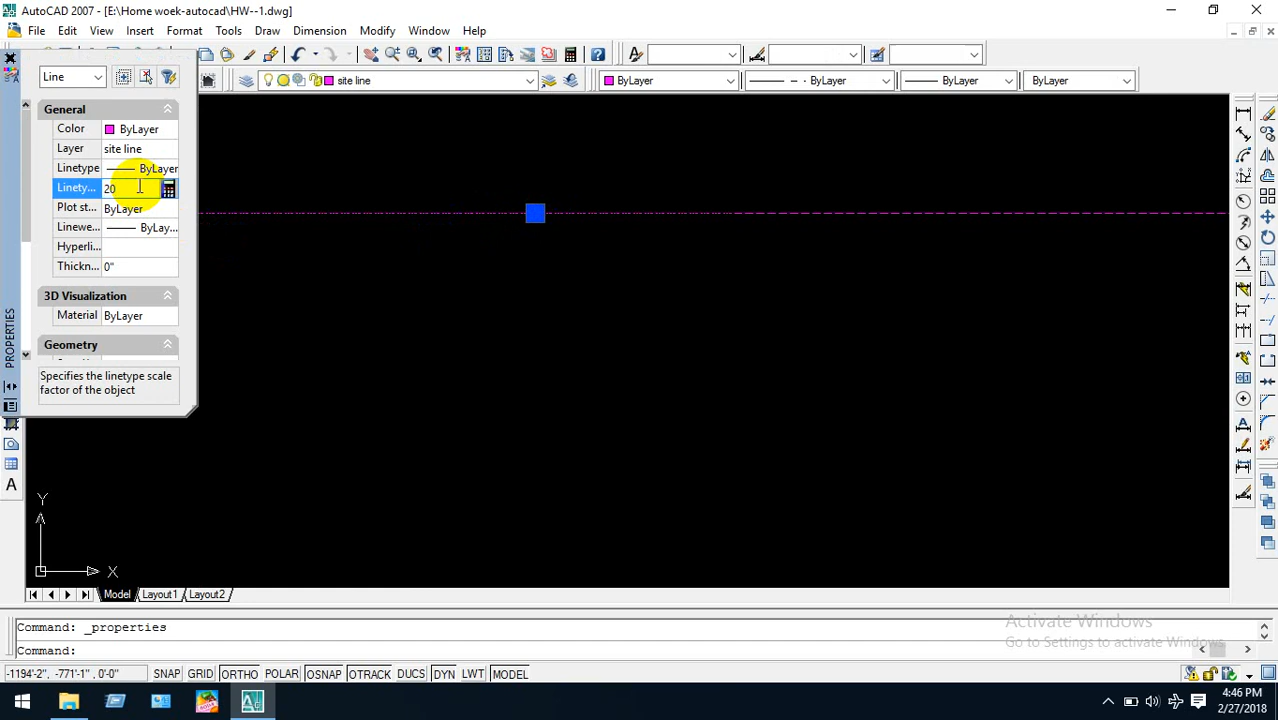 AutoCAD 2007 - [E:\Home woek-autocad\HW--1.dwg]
File Edit View Insert Format Tools Draw Dimension Modify Window Help
site line ByLayer ByLayer ByLayer ByLayer
Line
General
Color ByLayer
Layer site line
Linetype ByLayer
Linety... 20
Plot st... ByLayer
Linewe... ByLay...
Hyperli...
Thickn... 0"
3D Visualization
Material ByLayer
Geometry
Specifies the linetype scale
factor of the object
PROPERTIES
A
Y
X
Model Layout1 Layout2
Command: _properties
Command:
Activate Windows
Go to Settings to activate Windows.
-1194'-2", -771'-1" , 0'-0" SNAP GRID ORTHO POLAR OSNAP OTRACK DUCS DYN LWT MODEL
4:46 PM
2/27/2018